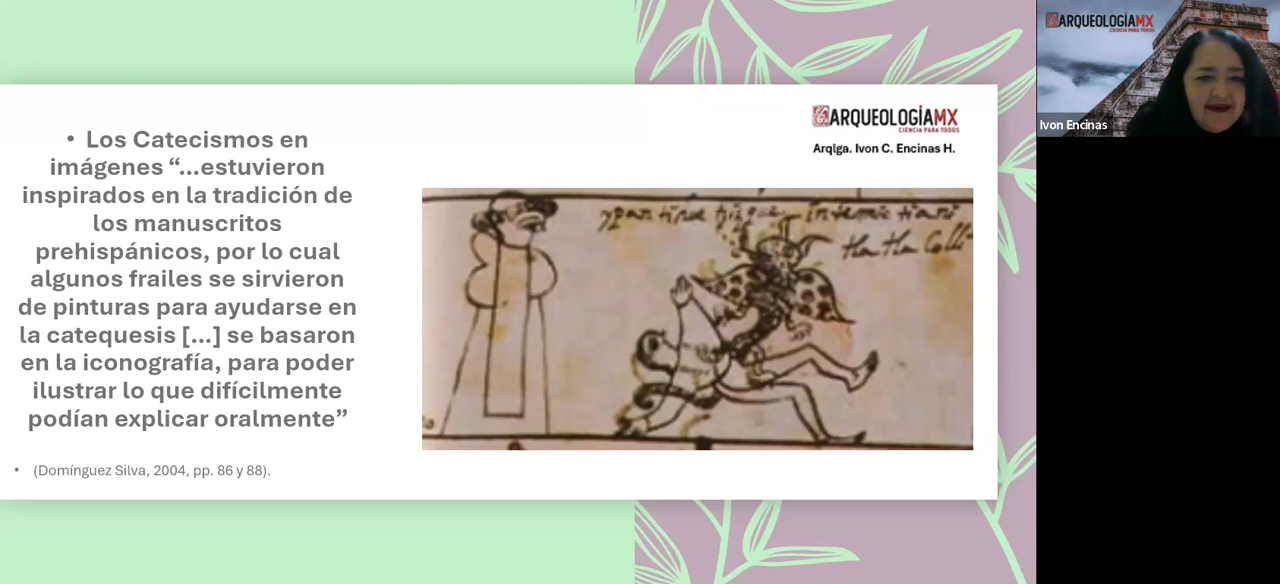 ARQUEOLOGÍAMX
CIENCIA PARA TODOS
Ivon Encinas
ARQUEOLOGÍAMX
CIENCIA PARA TODOS
Arqlga. Ivon C. Encinas H.
• Los Catecismos en
imágenes “...estuvieron
inspirados en la tradición de
los manuscritos
prehispánicos, por lo cual
algunos frailes se sirvieron
de pinturas para ayudarse en
la catequesis [...] se basaron
en la iconografía, para poder
ilustrar lo que difícilmente
podían explicar oralmente”
• (Domínguez Silva, 2004, pp. 86 y 88).